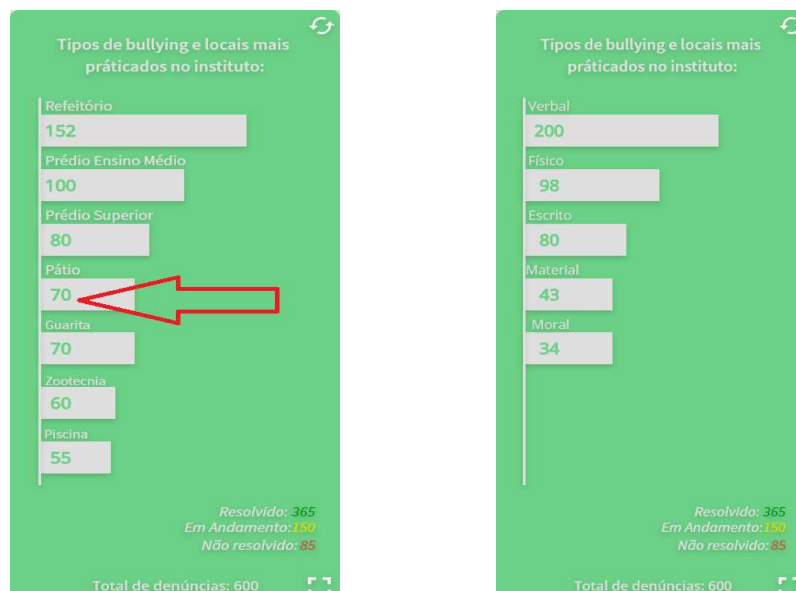 Tipos de bullying e locais mais
práticados no instituto:
Refeitório
152
Prédio Ensino Médio
100
Prédio Superior
80
Pátio
70
Guarita
70
Zootecnia
60
Piscina
55
Resolvido: 365
Em Andamento:150
Não resolvido:85
Total de denúncias: 600
Tipos de bullying e locais mais
práticados no instituto:
Verbal
200
Físico
98
Escrito
80
Material
43
Moral
34
Resolvido: 365
Em Andamento:150
Não resolvido:85
Total de denúncias: 600